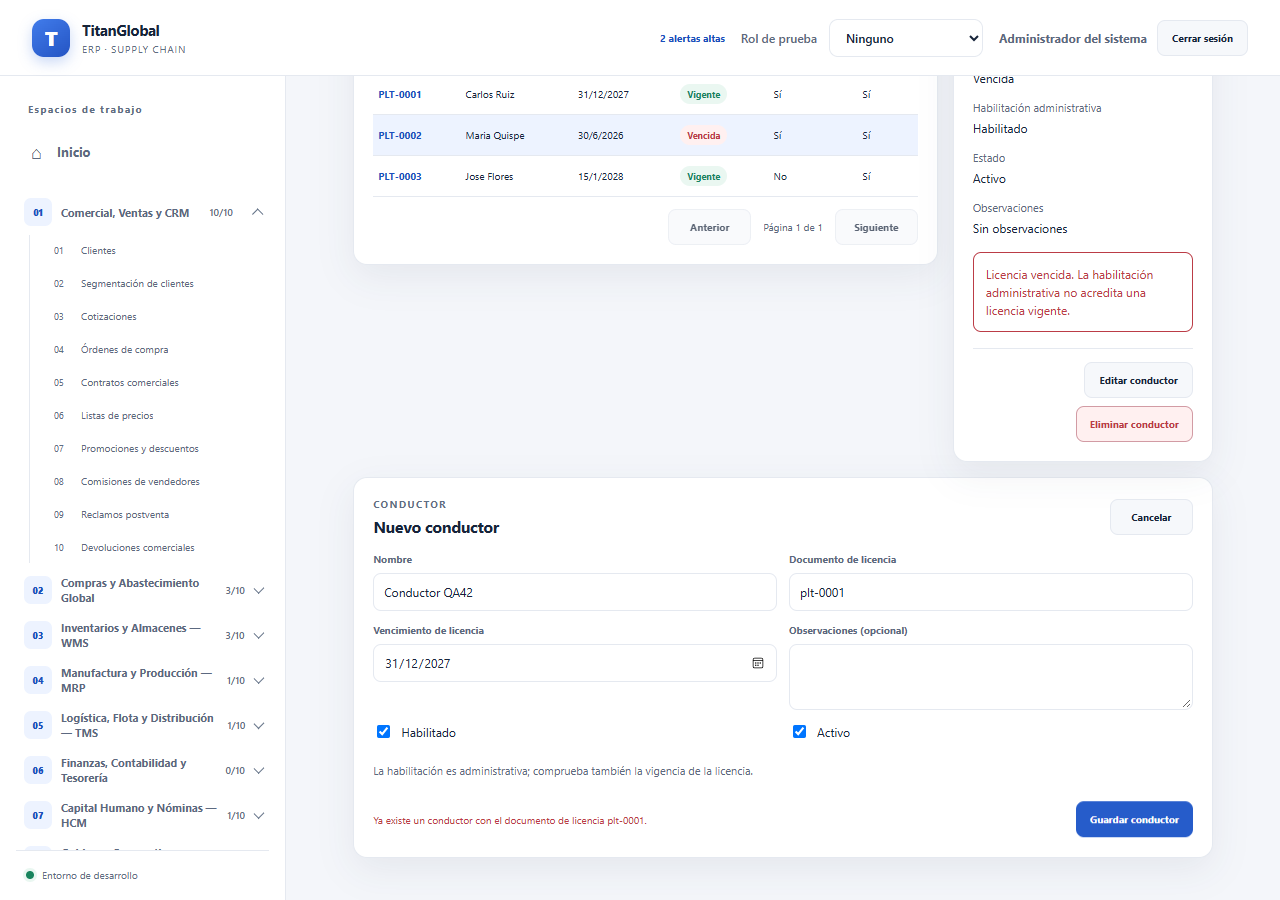 T
TitanGlobal
ERP · SUPPLY CHAIN
2 alertas altas
Rol de prueba
Ninguno
Administrador del sistema
Cerrar sesión
Espacios de trabajo
Inicio
01 Comercial, Ventas y CRM 10/10
01 Clientes
02 Segmentación de clientes
03 Cotizaciones
04 Órdenes de compra
05 Contratos comerciales
06 Listas de precios
07 Promociones y descuentos
08 Comisiones de vendedores
09 Reclamos postventa
10 Devoluciones comerciales
02 Compras y Abastecimiento
Global 3/10
03 Inventarios y Almacenes —
WMS 3/10
04 Manufactura y Producción —
MRP 1/10
05 Logística, Flota y Distribución
— TMS 1/10
06 Finanzas, Contabilidad y
Tesorería 0/10
07 Capital Humano y Nóminas —
HCM 1/10
Entorno de desarrollo
PLT-0001 Carlos Ruiz 31/12/2027 Vigente Sí Sí
PLT-0002 Maria Quispe 30/6/2026 Vencida Sí Sí
PLT-0003 Jose Flores 15/1/2028 Vigente No Sí
Anterior Página 1 de 1 Siguiente
Vencida
Habilitación administrativa
Habilitado
Estado
Activo
Observaciones
Sin observaciones
Licencia vencida. La habilitación
administrativa no acredita una
licencia vigente.
Editar conductor
Eliminar conductor
CONDUCTOR
Nuevo conductor
Cancelar
Nombre
Conductor QA42
Documento de licencia
plt-0001
Vencimiento de licencia
31/12/2027
Observaciones (opcional)
Habilitado
Activo
La habilitación es administrativa; comprueba también la vigencia de la licencia.
Ya existe un conductor con el documento de licencia plt-0001.
Guardar conductor